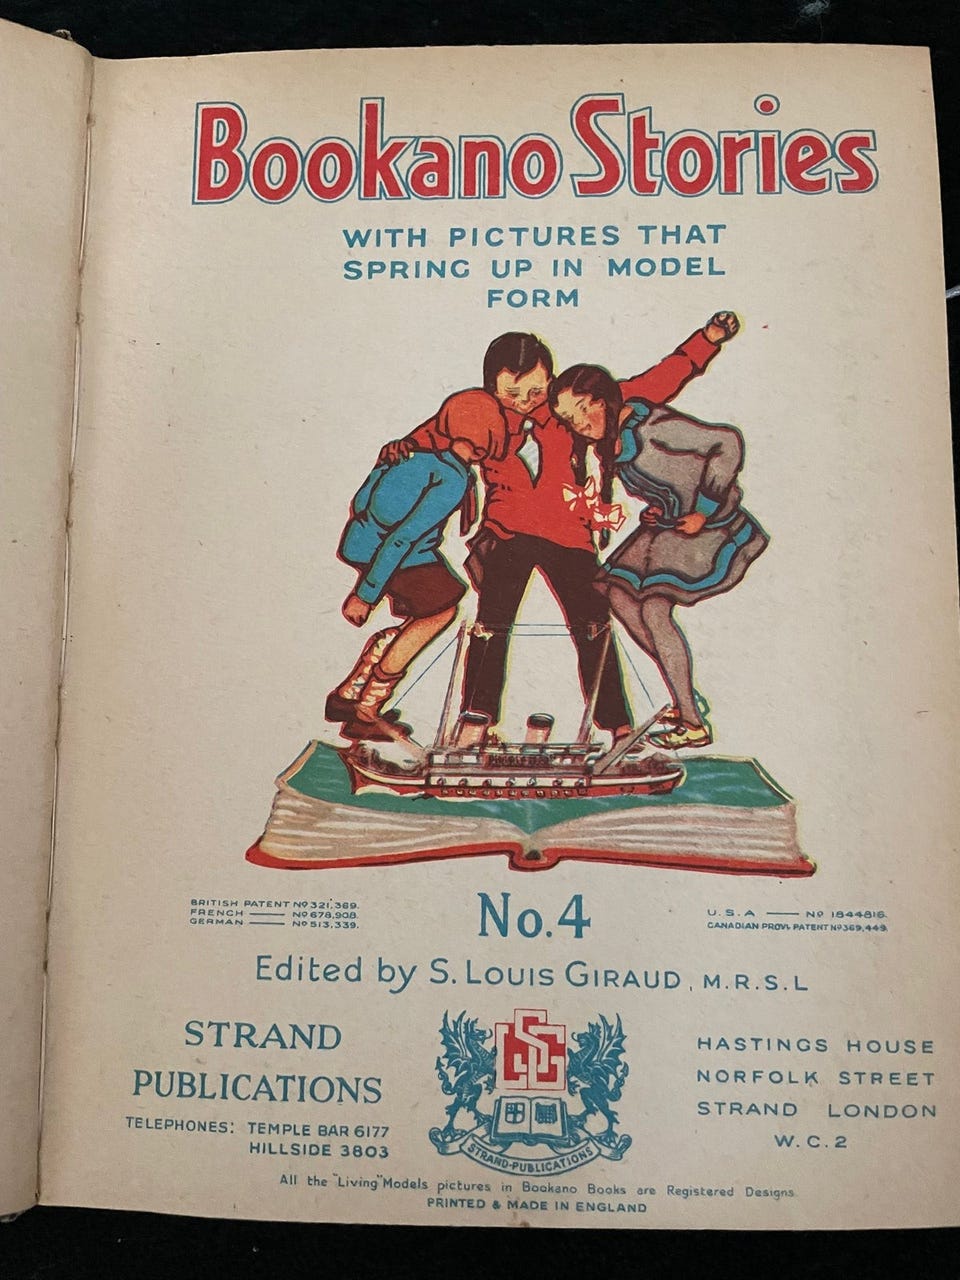 Bookano Stories
WITH PICTURES THAT
SPRING UP IN MODEL
FORM
BRITISH PATENT Nº 321,369.
FRENCH —— Nº 678,908.
GERMAN —— Nº 513,339.
No. 4
U.S.A —— Nº 1844816.
CANADIAN PROVL PATENT Nº 369,449.
Edited by S. LOUIS GIRAUD, M.R.S.L
STRAND
PUBLICATIONS
TELEPHONES: TEMPLE BAR 6177
HILLSIDE 3803
SLG
STRAND-PUBLICATIONS
HASTINGS HOUSE
NORFOLK STREET
STRAND LONDON
W.C.2
All the "Living" Models pictures in Bookano Books are Registered Designs
PRINTED & MADE IN ENGLAND